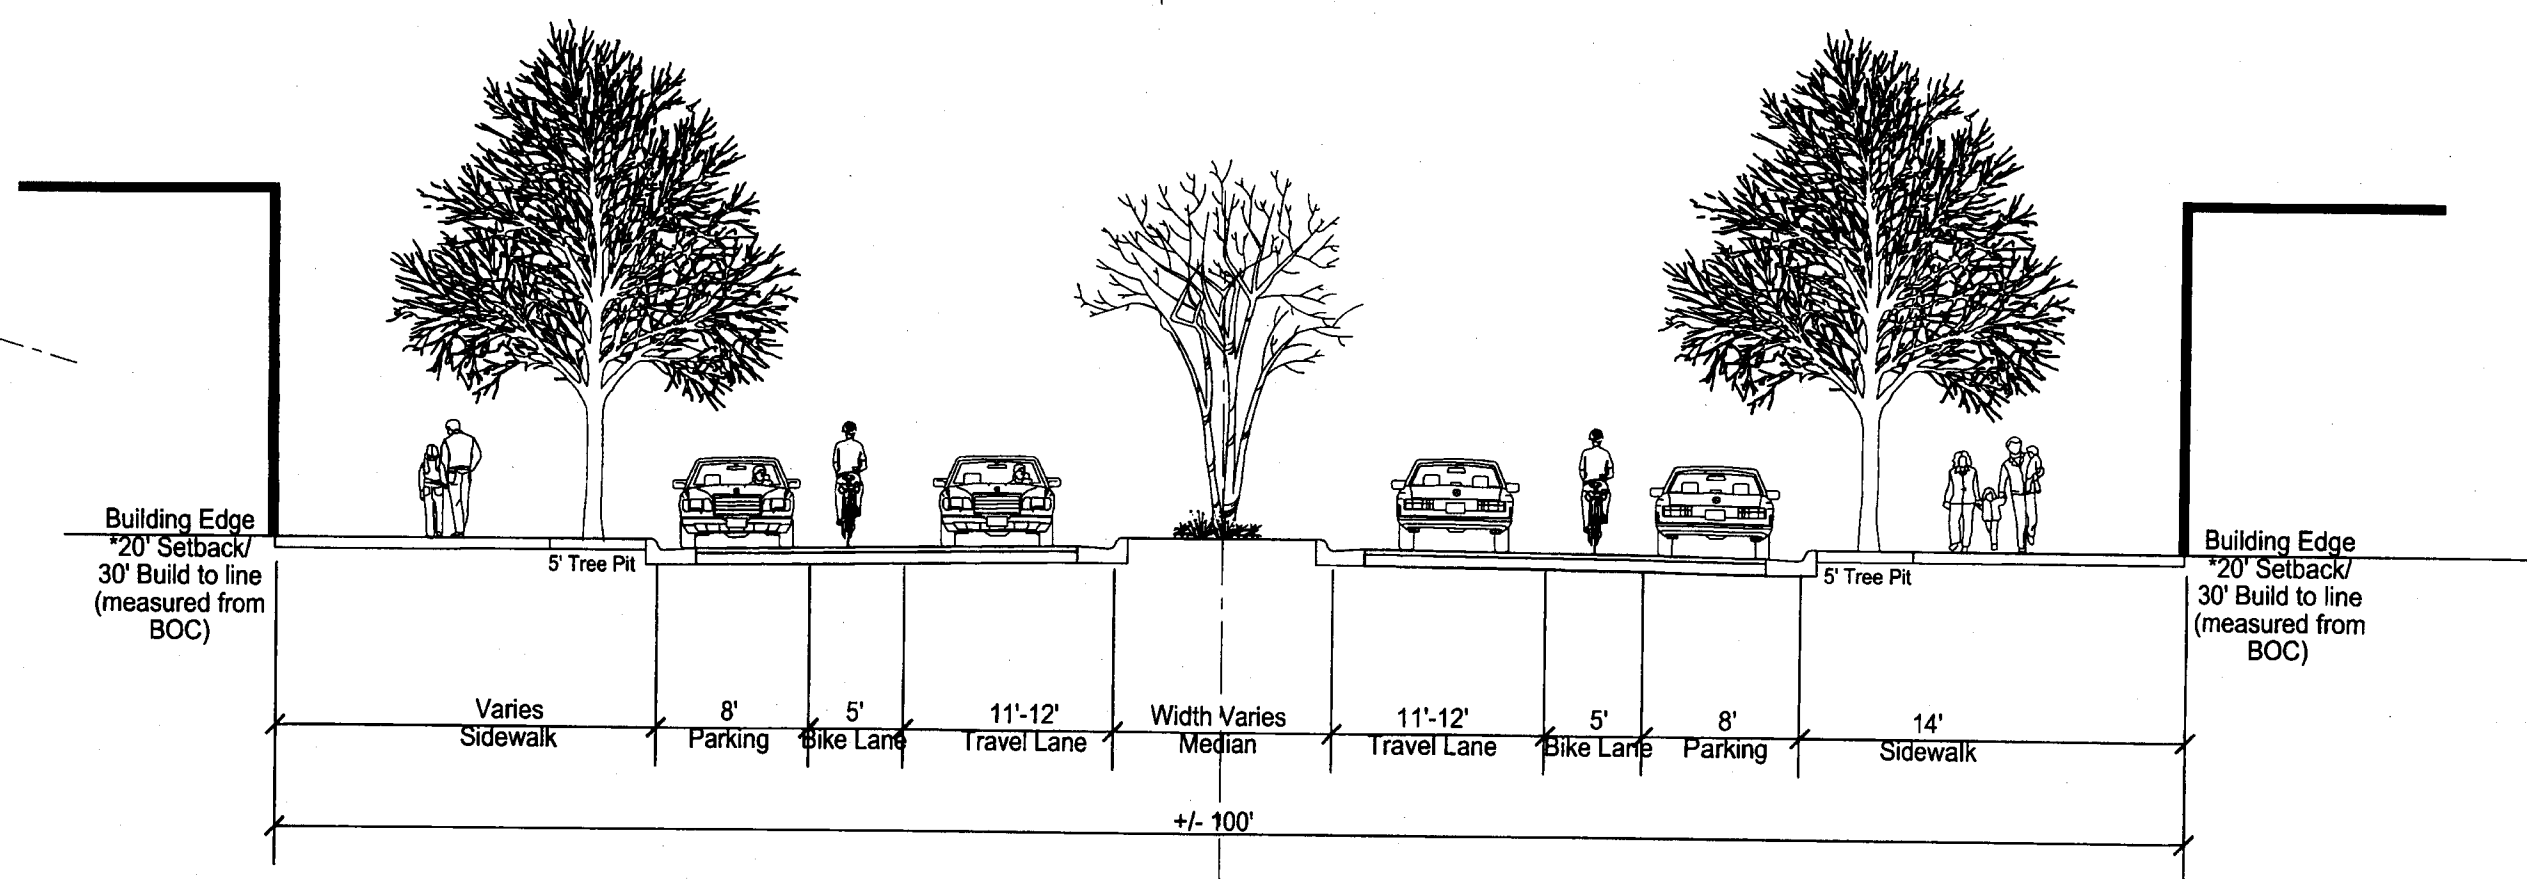 Building Edge
*20' Setback/
30' Build to line
(measured from
BOC)
5' Tree Pit
5' Tree Pit
Building Edge
*20' Setback/
30' Build to line
(measured from
BOC)
Varies
Sidewalk
8'
Parking
5'
Bike Lane
11'-12'
Travel Lane
Width Varies
Median
11'-12'
Travel Lane
5'
Bike Lane
8'
Parking
14'
Sidewalk
+/- 100'